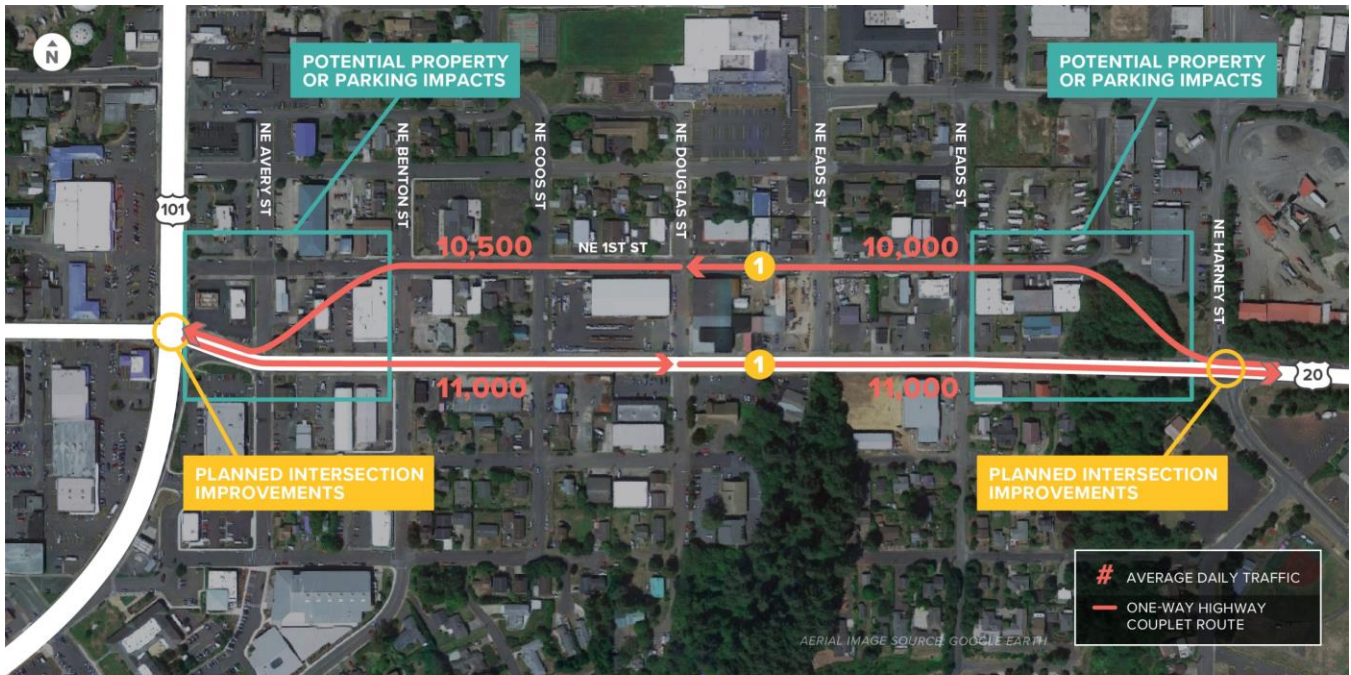 N
POTENTIAL PROPERTY
OR PARKING IMPACTS
POTENTIAL PROPERTY
OR PARKING IMPACTS
101
NE AVERY ST
NE BENTON ST
NE COOS ST
NE DOUGLAS ST
NE EADS ST
NE EADS ST
NE HARNEY ST
10,500
NE 1ST ST
1
10,000
11,000
1
11,000
20
PLANNED INTERSECTION
IMPROVEMENTS
PLANNED INTERSECTION
IMPROVEMENTS
# AVERAGE DAILY TRAFFIC
ONE-WAY HIGHWAY
COUPLET ROUTE
AERIAL IMAGE SOURCE: GOOGLE EARTH